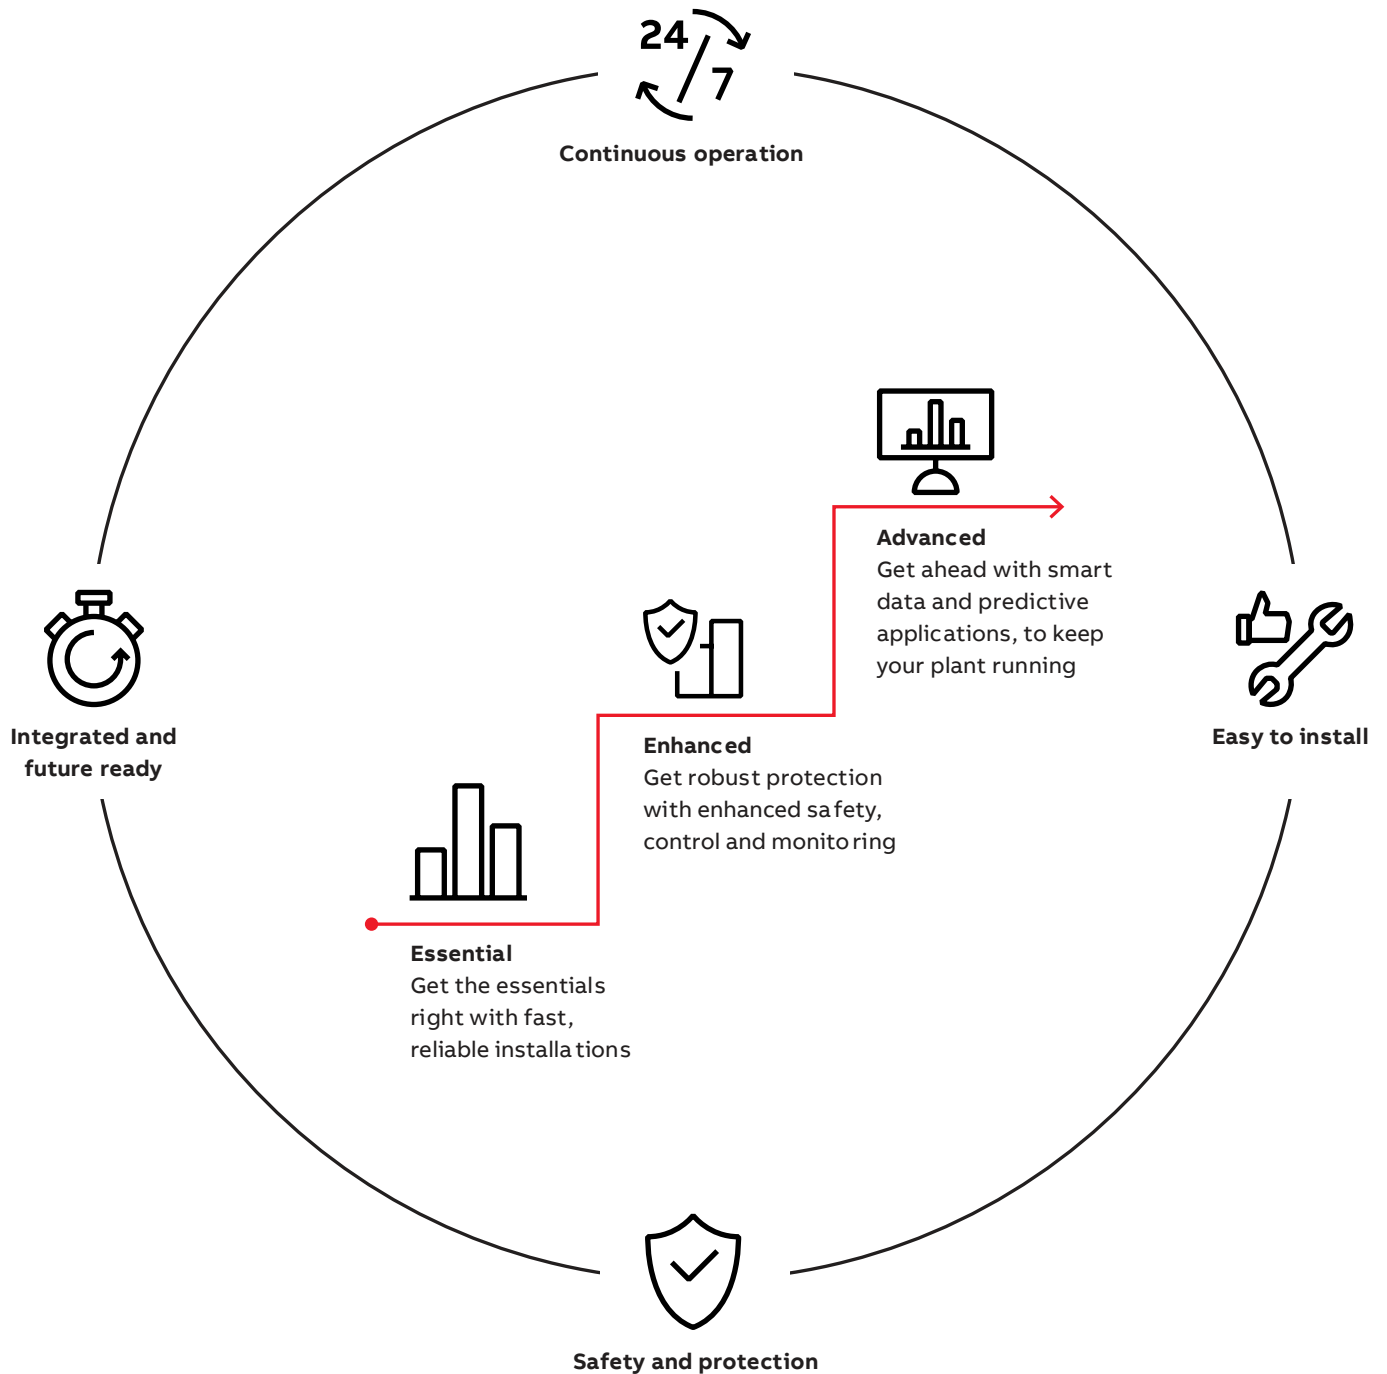 24
7
Continuous operation
Advanced
Get ahead with smart
data and predictive
applications, to keep
your plant running
Integrated and
future ready
Easy to install
Enhanced
Get robust protection
with enhanced safety,
control and monitoring
Essential
Get the essentials
right with fast,
reliable installations
Safety and protection